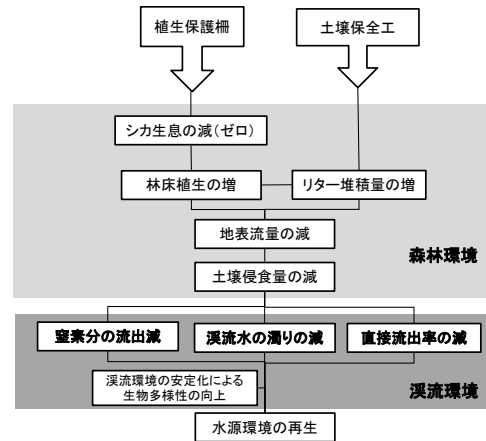 植生保護柵
土壌保全工
シカ生息の減(ゼロ)
林床植生の増
リター堆積量の増
地表流量の減
森林環境
土壌侵食量の減
窒素分の流出減
渓流水の濁りの減
直接流出率の減
渓流環境の安定化による
生物多様性の向上
渓流環境
水源環境の再生